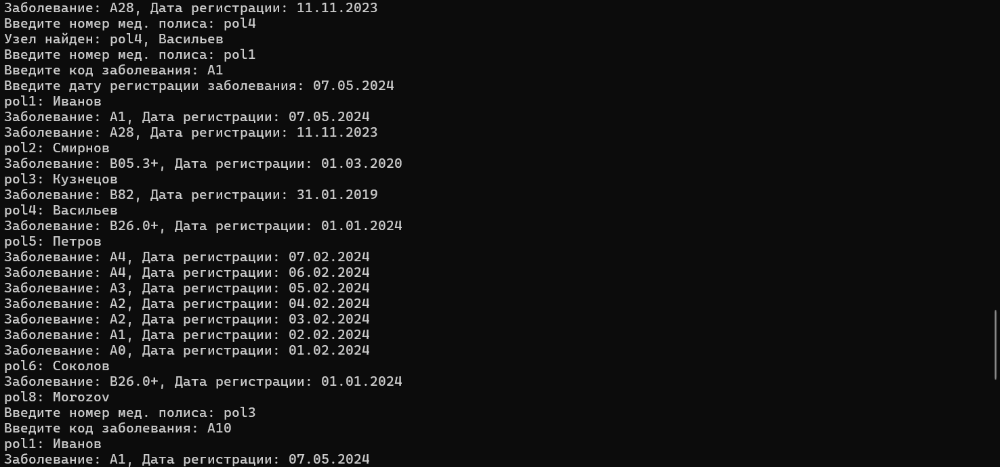 Заболевание: A28, Дата регистрации: 11.11.2023
Введите номер мед. полиса: pol4
Узел найден: pol4, Васильев
Введите номер мед. полиса: pol1
Введите код заболевания: A1
Введите дату регистрации заболевания: 07.05.2024
pol1: Иванов
Заболевание: A1, Дата регистрации: 07.05.2024
Заболевание: A28, Дата регистрации: 11.11.2023
pol2: Смирнов
Заболевание: B05.3+, Дата регистрации: 01.03.2020
pol3: Кузнецов
Заболевание: B82, Дата регистрации: 31.01.2019
pol4: Васильев
Заболевание: B26.0+, Дата регистрации: 01.01.2024
pol5: Петров
Заболевание: A4, Дата регистрации: 07.02.2024
Заболевание: A4, Дата регистрации: 06.02.2024
Заболевание: A3, Дата регистрации: 05.02.2024
Заболевание: A2, Дата регистрации: 04.02.2024
Заболевание: A2, Дата регистрации: 03.02.2024
Заболевание: A1, Дата регистрации: 02.02.2024
Заболевание: A0, Дата регистрации: 01.02.2024
pol6: Соколов
Заболевание: B26.0+, Дата регистрации: 01.01.2024
pol8: Morozov
Введите номер мед. полиса: pol3
Введите код заболевания: A10
pol1: Иванов
Заболевание: A1, Дата регистрации: 07.05.2024